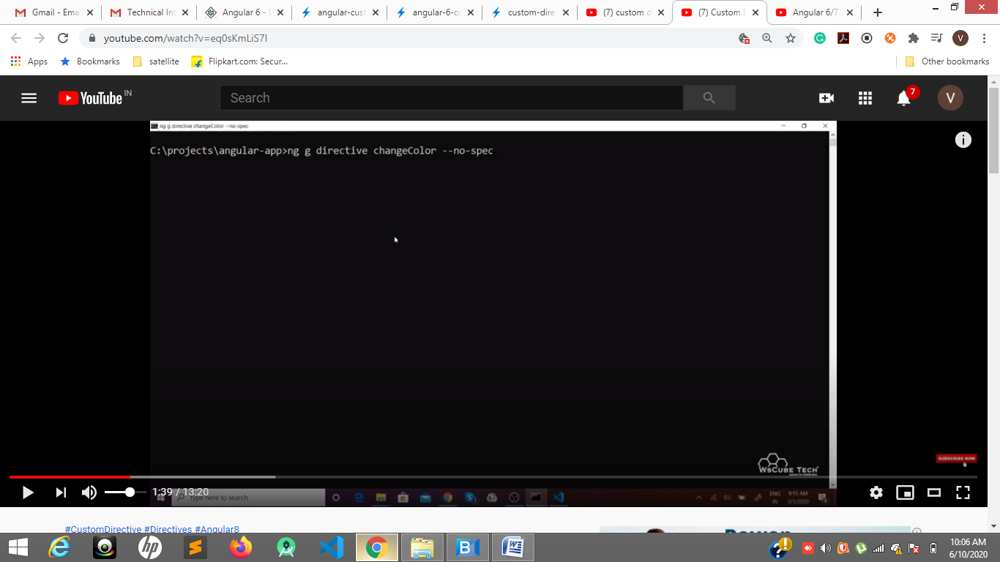 Gmail - Ema
Technical In
Angular 6 -
angular-cus
angular-6-c
custom-dire
(7) custom d
(7) Custom
Angular 6/7
youtube.com/watch?v=eq0sKmLiS7I
V
Apps
Bookmarks
satellite
Flipkart.com: Secur...
Other bookmarks
YouTube IN
Search
7
V
ng g directive changeColor --no-spec
C:\projects\angular-app>ng g directive changeColor --no-spec
WsCube Tech
SUBSCRIBE NOW
1:39 / 13:20
Type here to search
ENG
IN
9:15 AM
3/1/2020
#CustomDirective #Directives #Angular8
10:06 AM
6/10/2020